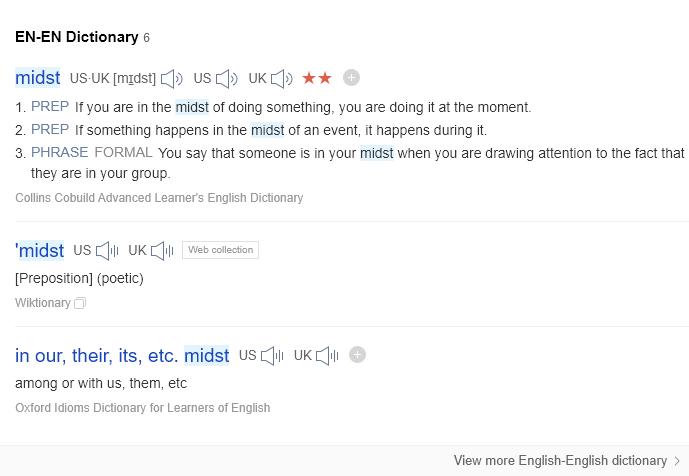 EN-EN Dictionary 6
midst US·UK [mɪdst] US UK ★★
1. PREP If you are in the midst of doing something, you are doing it at the moment.
2. PREP If something happens in the midst of an event, it happens during it.
3. PHRASE FORMAL You say that someone is in your midst when you are drawing attention to the fact that
they are in your group.
Collins Cobuild Advanced Learner's English Dictionary
'midst US UK Web collection
[Preposition] (poetic)
Wiktionary
in our, their, its, etc. midst US UK
among or with us, them, etc
Oxford Idioms Dictionary for Learners of English
View more English-English dictionary